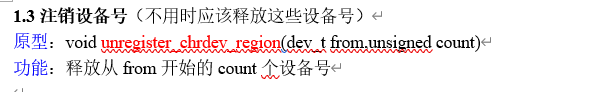 1.3 注销设备号（不用时应该释放这些设备号）
原型：void unregister_chrdev_region(dev_t from,unsigned count)
功能：释放从 from 开始的 count 个设备号